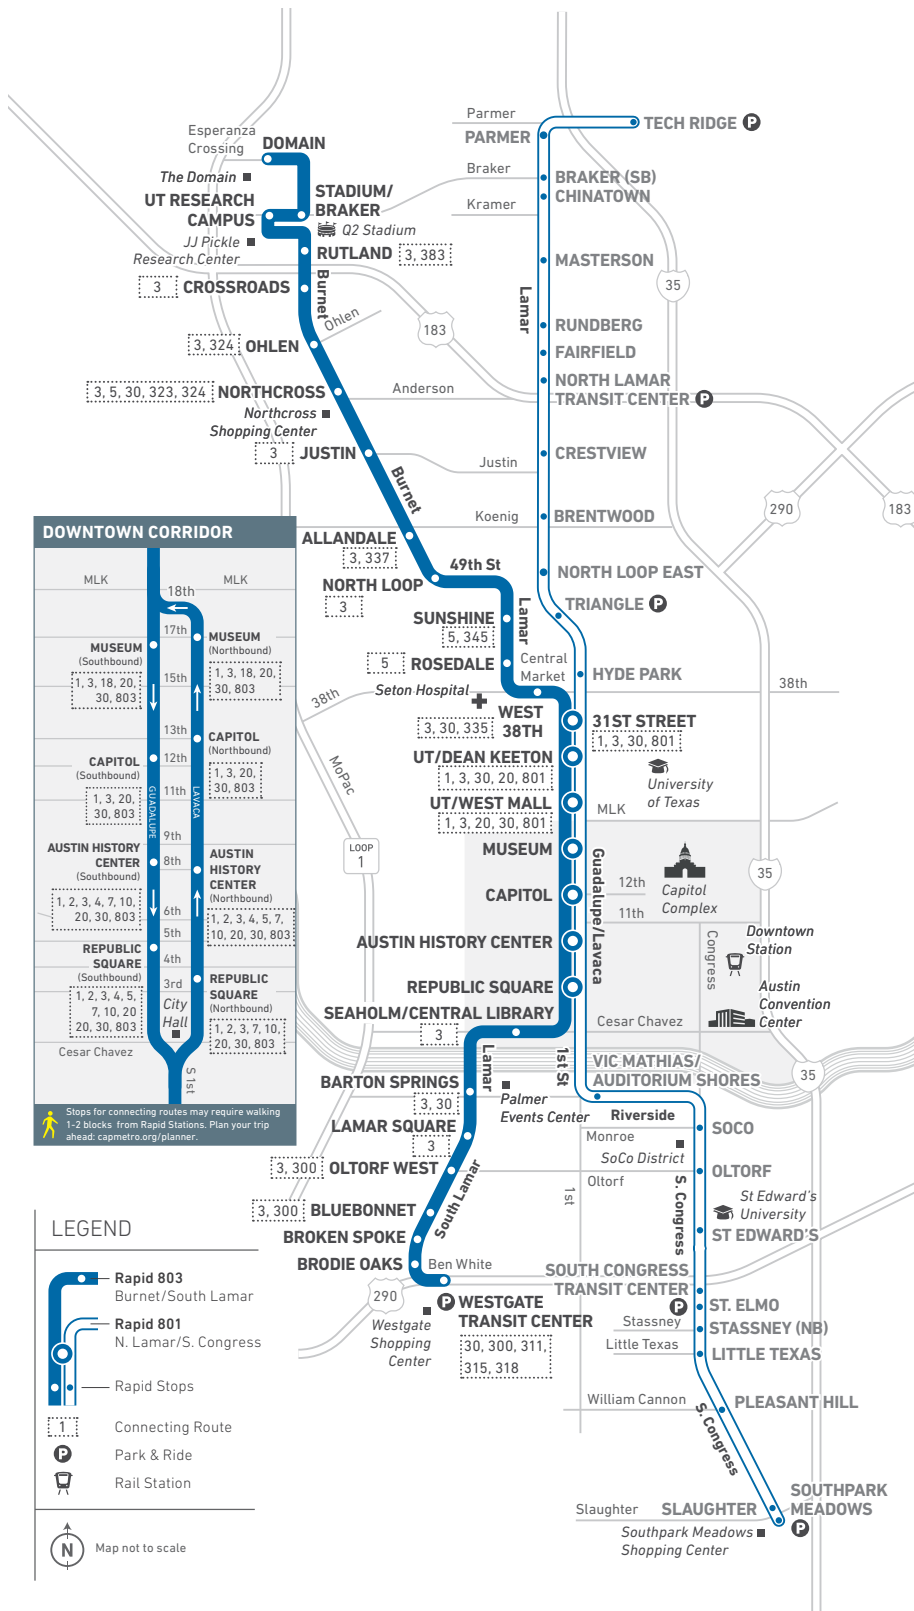 Esperanza
Crossing
DOMAIN
The Domain
UT RESEARCH
CAMPUS
STADIUM/
BRAKER
Q2 Stadium
JJ Pickle
Research Center
RUTLAND
3, 383
3
CROSSROADS
Burnet
Ohlen
3, 324
OHLEN
183
3, 5, 30, 323, 324
NORTHCROSS
Anderson
Northcross
Shopping Center
3
JUSTIN
Justin
Burnet
Koenig
ALLANDALE
3, 337
NORTH LOOP
3
49th St
Lamar
SUNSHINE
5, 345
5
ROSEDALE
Central
Market
Seton Hospital
38th
38th
WEST
38TH
3, 30, 335
Parmer
PARMER
TECH RIDGE
P
Braker
BRAKER (SB)
CHINATOWN
Kramer
MASTERSON
35
Lamar
RUNDBERG
FAIRFIELD
NORTH LAMAR
TRANSIT CENTER
P
CRESTVIEW
BRENTWOOD
290
183
NORTH LOOP EAST
TRIANGLE
P
HYDE PARK
31ST STREET
1, 3, 30, 801
UT/DEAN KEETON
1, 3, 30, 20, 801
University
of Texas
UT/WEST MALL
1, 3, 20, 30, 801
MLK
MUSEUM
Guadalupe/Lavaca
CAPITOL
12th
11th
Capitol
Complex
35
AUSTIN HISTORY CENTER
Congress
Downtown
Station
REPUBLIC SQUARE
Austin
Convention
Center
SEAHOLM/CENTRAL LIBRARY
3
Cesar Chavez
MoPac
LOOP
1
Lamar
1st St
VIC MATHIAS/
AUDITORIUM SHORES
35
BARTON SPRINGS
3, 30
Palmer
Events Center
Riverside
LAMAR SQUARE
3
Monroe
SOCO
SoCo District
3, 300
OLTORF WEST
Oltorf
OLTORF
1st
South Lamar
S. Congress
St Edward's
University
3, 300
BLUEBONNET
ST EDWARD'S
BROKEN SPOKE
BRODIE OAKS
Ben White
SOUTH CONGRESS
TRANSIT CENTER
P
290
P
WESTGATE
TRANSIT CENTER
30, 300, 311,
315, 318
Westgate
Shopping
Center
ST. ELMO
Stassney
STASSNEY (NB)
Little Texas
LITTLE TEXAS
William Cannon
PLEASANT HILL
S. Congress
Slaughter
SLAUGHTER
SOUTHPARK
MEADOWS
P
Southpark Meadows
Shopping Center
DOWNTOWN CORRIDOR
MLK
MLK
18th
17th
MUSEUM
(Southbound)
1, 3, 18, 20,
30, 803
MUSEUM
(Northbound)
1, 3, 18, 20,
30, 803
15th
13th
CAPITOL
(Southbound)
1, 3, 20,
30, 803
12th
CAPITOL
(Northbound)
1, 3, 20,
30, 803
11th
GUADALUPE
LAVACA
9th
AUSTIN HISTORY
CENTER
(Southbound)
1, 2, 3, 4, 7, 10,
20, 30, 803
8th
AUSTIN
HISTORY
CENTER
(Northbound)
1, 2, 3, 4, 5, 7,
10, 20, 30, 803
6th
5th
REPUBLIC
SQUARE
(Southbound)
1, 2, 3, 4, 5,
7, 10, 20
20, 30, 803
4th
3rd
REPUBLIC
SQUARE
(Northbound)
1, 2, 3, 7, 10,
20, 30, 803
City
Hall
Cesar Chavez
S 1st
Stops for connecting routes may require walking
1-2 blocks from Rapid Stations. Plan your trip
ahead: capmetro.org/planner.
LEGEND
Rapid 803
Burnet/South Lamar
Rapid 801
N. Lamar/S. Congress
Rapid Stops
1
Connecting Route
P
Park & Ride
Rail Station
N
Map not to scale